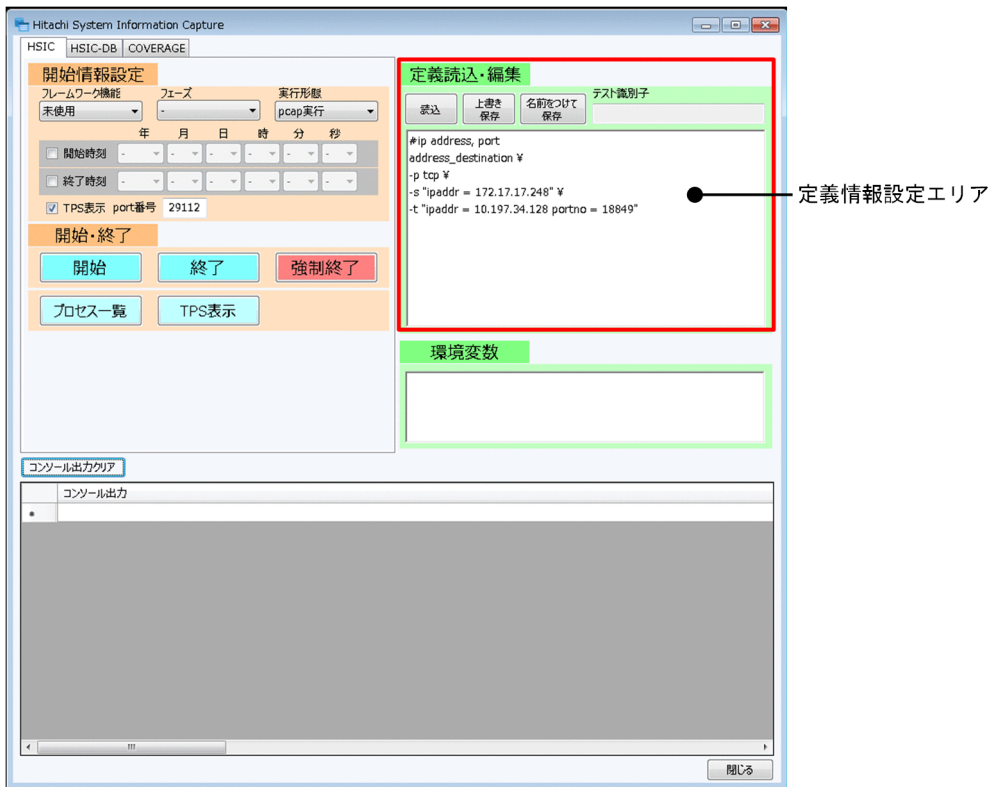 Hitachi System Information Capture
HSIC HSIC-DB COVERAGE
開始情報設定
フレームワーク機能 フェーズ 実行形態
未使用 - pcap実行
年 月 日 時 分 秒
開始時刻 - - - - - -
終了時刻 - - - - - -
TPS表示 port番号 29112
開始・終了
開始 終了 強制終了
プロセス一覧 TPS表示
定義読込・編集
テスト識別子
読込 上書き保存 名前をつけて保存
#ip address, port
address_destination ¥
-p tcp ¥
-s "ipaddr = 172.17.17.248" ¥
-t "ipaddr = 10.197.34.128 portno = 18849"
定義情報設定エリア
環境変数
コンソール出力クリア
コンソール出力
*
閉じる